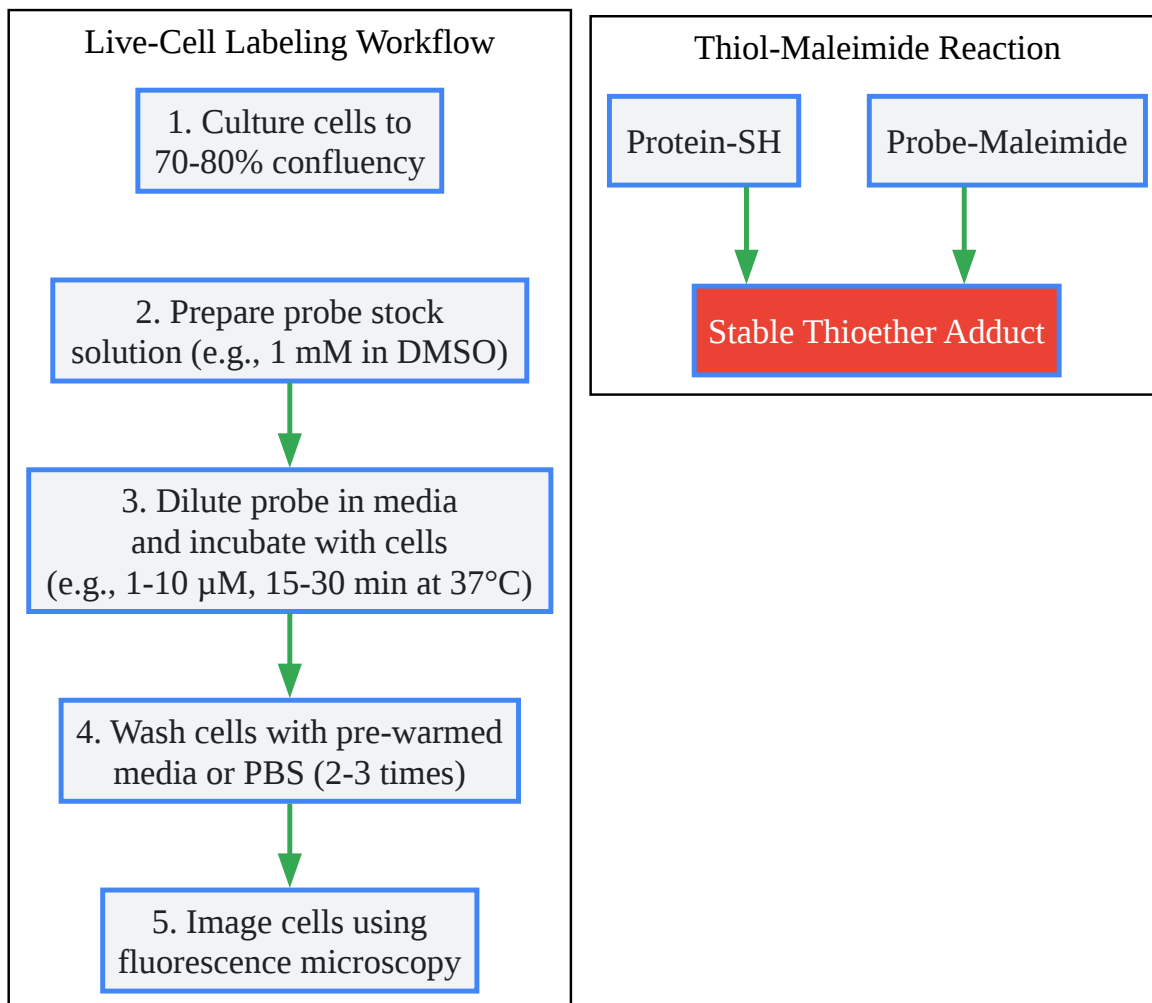 Live-Cell Labeling Workflow
1. Culture cells to
70-80% confluency
2. Prepare probe stock
solution (e.g., 1 mM in DMSO)
3. Dilute probe in media
and incubate with cells
(e.g., 1-10 µM, 15-30 min at 37°C)
4. Wash cells with pre-warmed
media or PBS (2-3 times)
5. Image cells using
fluorescence microscopy
Thiol-Maleimide Reaction
Protein-SH
Probe-Maleimide
Stable Thioether Adduct